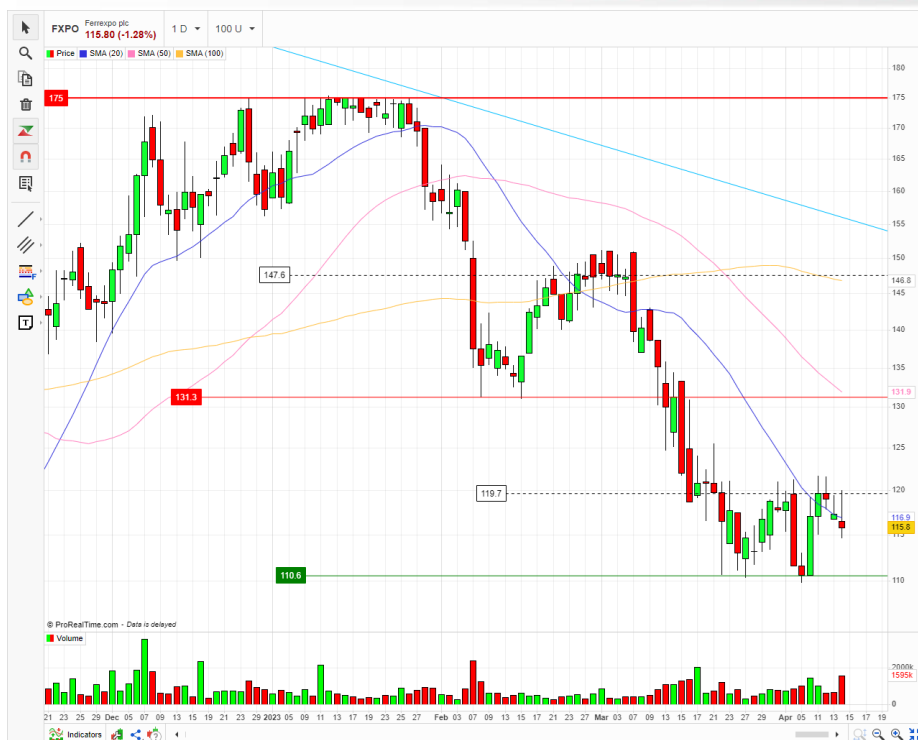 FXPO Ferrexpo plc
115.80 (-1.28%)
1 D
100 U
Price SMA (20) SMA (50) SMA (100)
180
175
175
170
165
160
155
150
147.6
146.8
145
140
135
131.9
131.3
130
120
119.7
116.9
115.8
115
110.6
110
© ProRealTime.com - Data is delayed
Volume
2000k
1595k
0
21 23 25 29 Dec 05 07 09 13 15 19 21 23 29 2023 05 09 11 13 17 19 23 25 27 Feb 03 07 09 13 15 17 21 23 27 Mar 03 07 09 13 15 17 21 23 27 29 Apr 05 11 13 15 17 19
T
F
Indicators